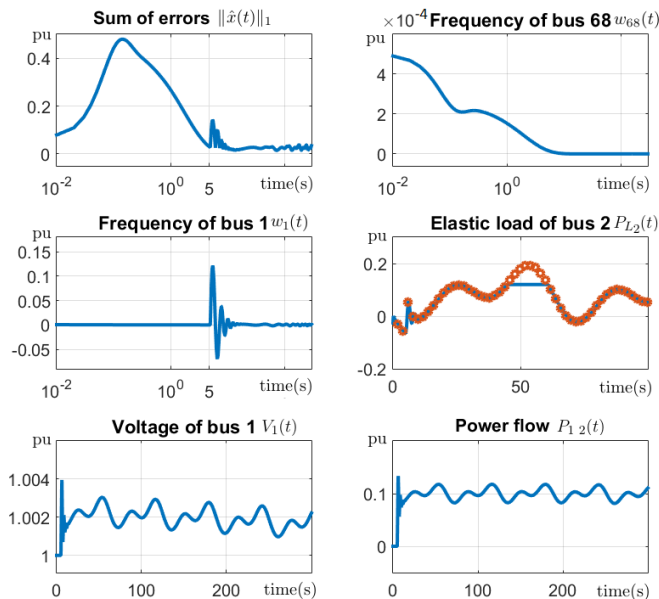 Sum of errors ‖x̂(t)‖₁
pu
0.4
0.2
0
10⁻² 10⁰ 5 time(s)
× 10⁻⁴ Frequency of bus 68 w₆₈(t)
pu
4
2
0
10⁻² 10⁰ time(s)
Frequency of bus 1 w₁(t)
pu
0.15
0.1
0.05
0
-0.05
10⁻² 10⁰ 5 time(s)
Elastic load of bus 2 P_{L₂}(t)
pu
0.2
0
-0.2
0 50 time(s)
Voltage of bus 1 V₁(t)
pu
1.004
1.002
1
0 100 200 time(s)
Power flow P₁ ₂(t)
pu
0.1
0
0 100 200 time(s)